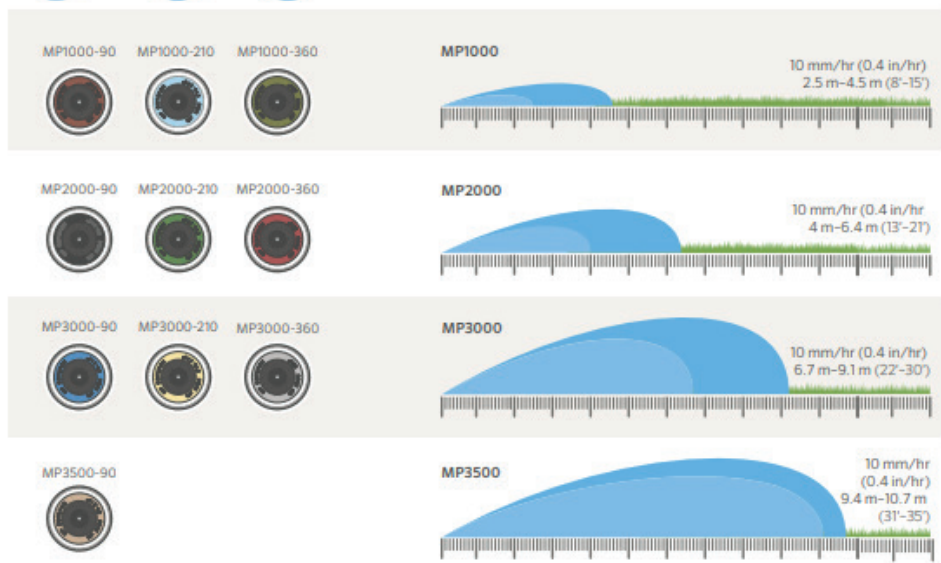 MP1000-90 MP1000-210 MP1000-360
MP1000
10 mm/hr (0.4 in/hr)
2.5 m–4.5 m (8'–15')
MP2000-90 MP2000-210 MP2000-360
MP2000
10 mm/hr (0.4 in/hr
4 m–6.4 m (13'–21')
MP3000-90 MP3000-210 MP3000-360
MP3000
10 mm/hr (0.4 in/hr)
6.7 m–9.1 m (22'–30')
MP3500-90
MP3500
10 mm/hr
(0.4 in/hr)
9.4 m–10.7 m
(31'–35')